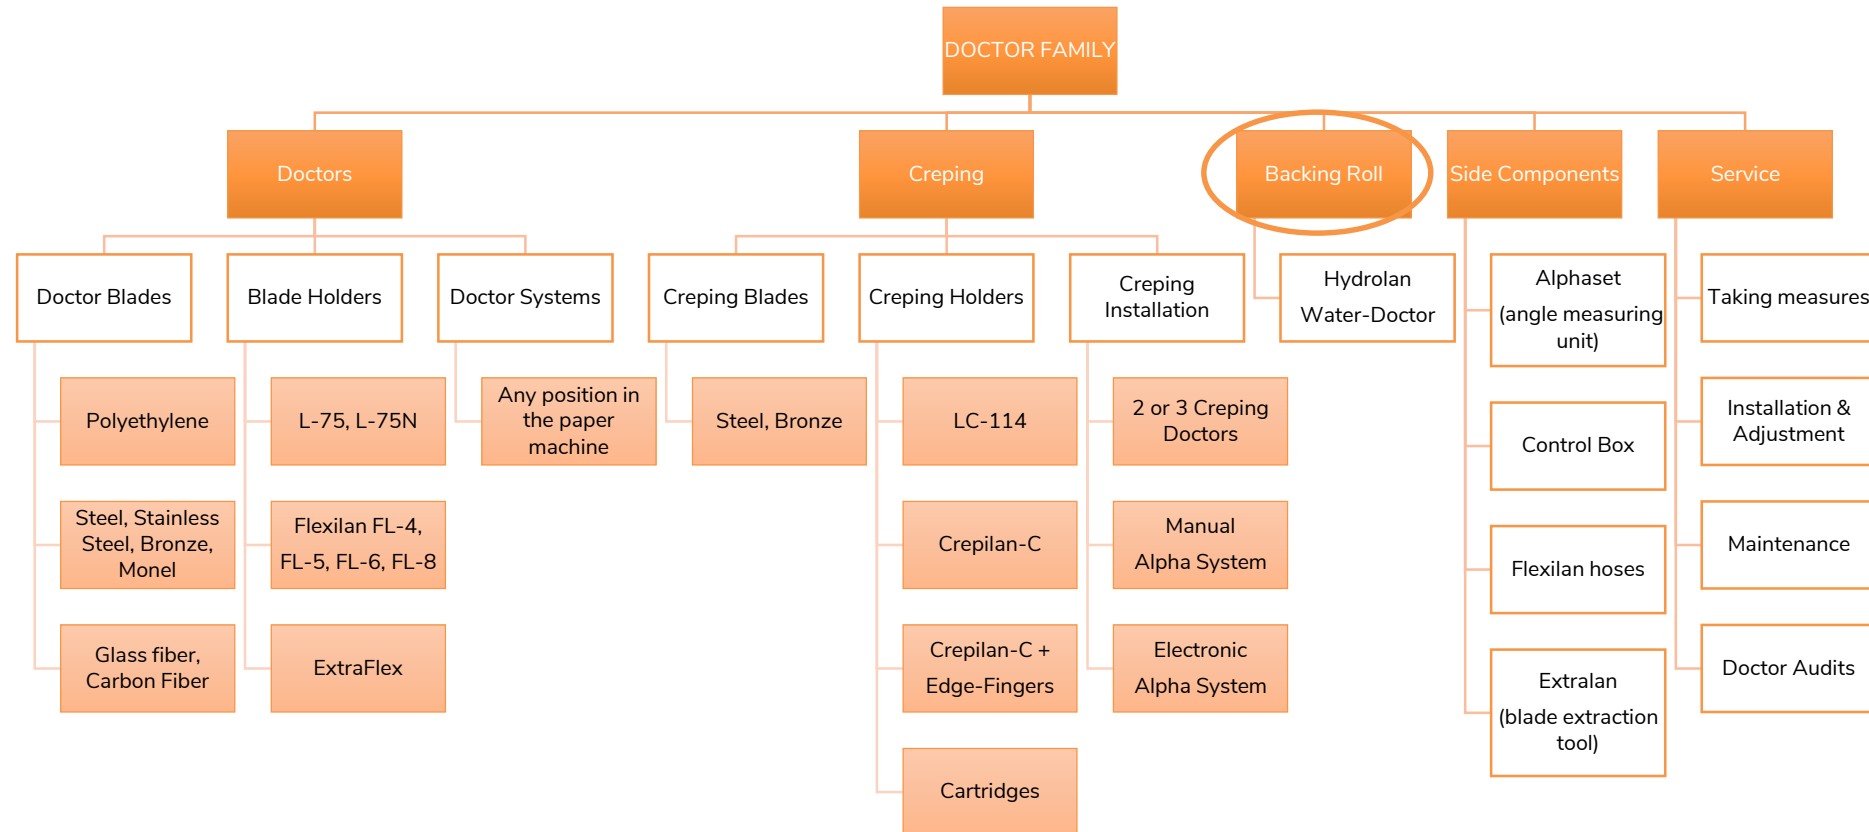 DOCTOR FAMILY
Doctors
Creping
Backing Roll
Side Components
Service
Doctor Blades
Blade Holders
Doctor Systems
Creping Blades
Creping Holders
Creping
Installation
Hydrolan
Water-Doctor
Alphaset
(angle measuring
unit)
Taking measures
Polyethylene
L-75, L-75N
Any position in
the paper
machine
Steel, Bronze
LC-114
2 or 3 Creping
Doctors
Control Box
Installation &
Adjustment
Steel, Stainless
Steel, Bronze,
Monel
Flexilan FL-4,
FL-5, FL-6, FL-8
Crepilan-C
Manual
Alpha System
Flexilan hoses
Maintenance
Glass fiber,
Carbon Fiber
ExtraFlex
Crepilan-C +
Edge-Fingers
Electronic
Alpha System
Extralan
(blade extraction
tool)
Doctor Audits
Cartridges